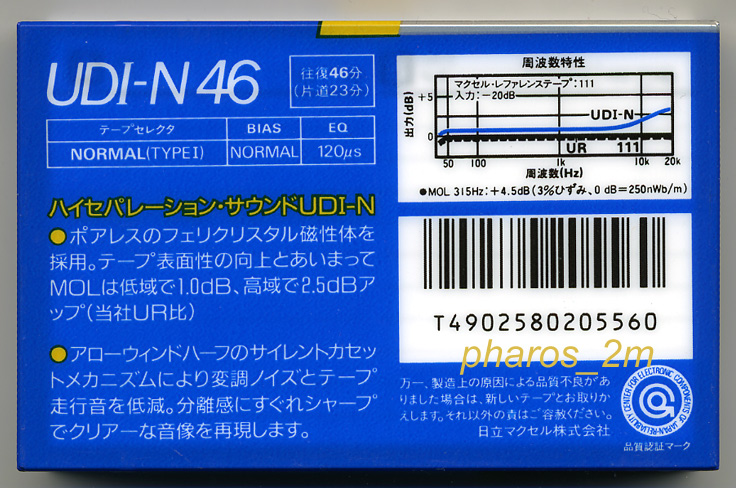 UDI-N 46
往復46分
(片道23分)
テープセレクタ BIAS EQ
NORMAL(TYPEI) NORMAL 120μs
ハイセパレーション・サウンドUDI-N
●ポアレスのフェリクリスタル磁性体を
採用。テープ表面性の向上とあいまって
MOLは低域で1.0dB、高域で2.5dBア
ップ(当社UR比)
●アローウィンドハーフのサイレントカセッ
トメカニズムにより変調ノイズとテープ
走行音を低減。分離感にすぐれシャープ
でクリアーな音像を再現します。
周波数特性
マクセル・レファレンステープ:111
入力:-20dB
出力(dB)
+5
0
UDI-N
UR 111
50 100 1k 10k 20k
周波数(Hz)
●MOL 315Hz:+4.5dB(3%ひずみ、0 dB=250nWb/m)
T4902580205560
pharos_2m
万一、製造上の原因による品質不良があ
りました場合は、新しいテープとお取りか
えします。それ以外の責はご容赦ください。
日立マクセル株式会社
RELIABILITY CENTER FOR ELECTRONIC COMPONENTS OF JAPAN
品質認証マーク